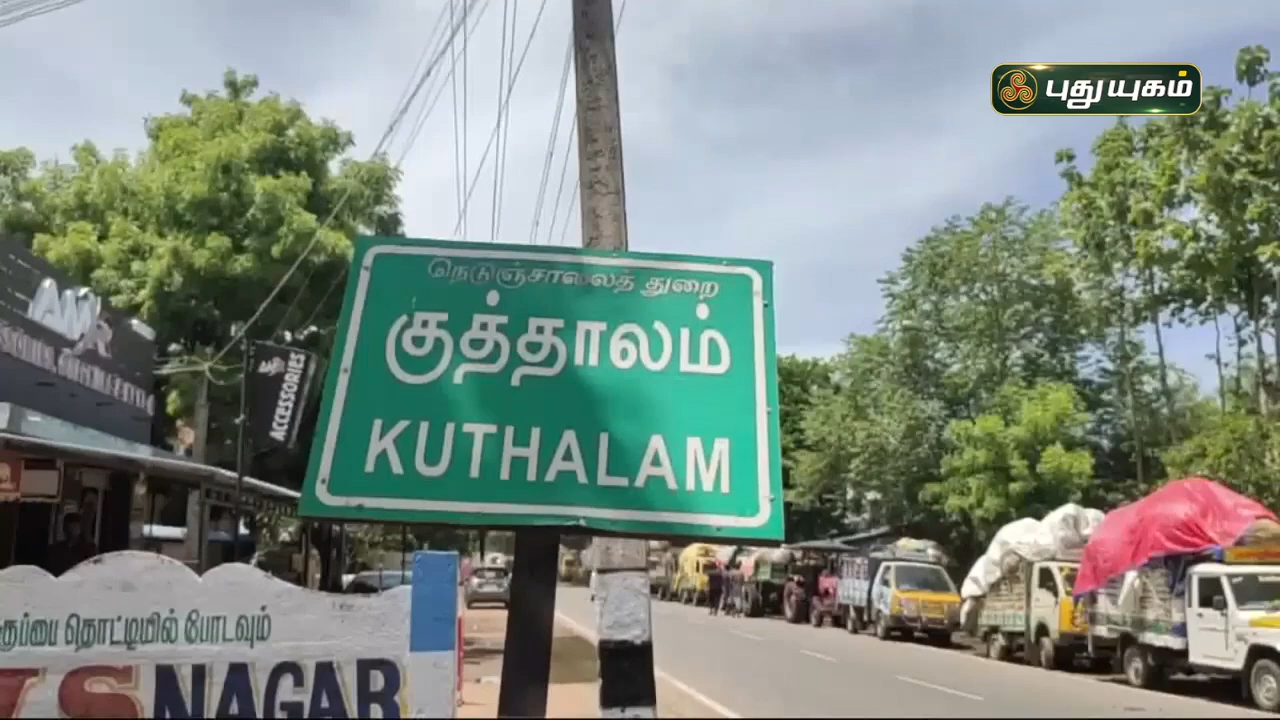 புதுயுகம்
நெடுஞ்சாலைத் துறை
குத்தாலம்
KUTHALAM
ACCESSORIES
தொட்டியில் போடவும்
NAGAR